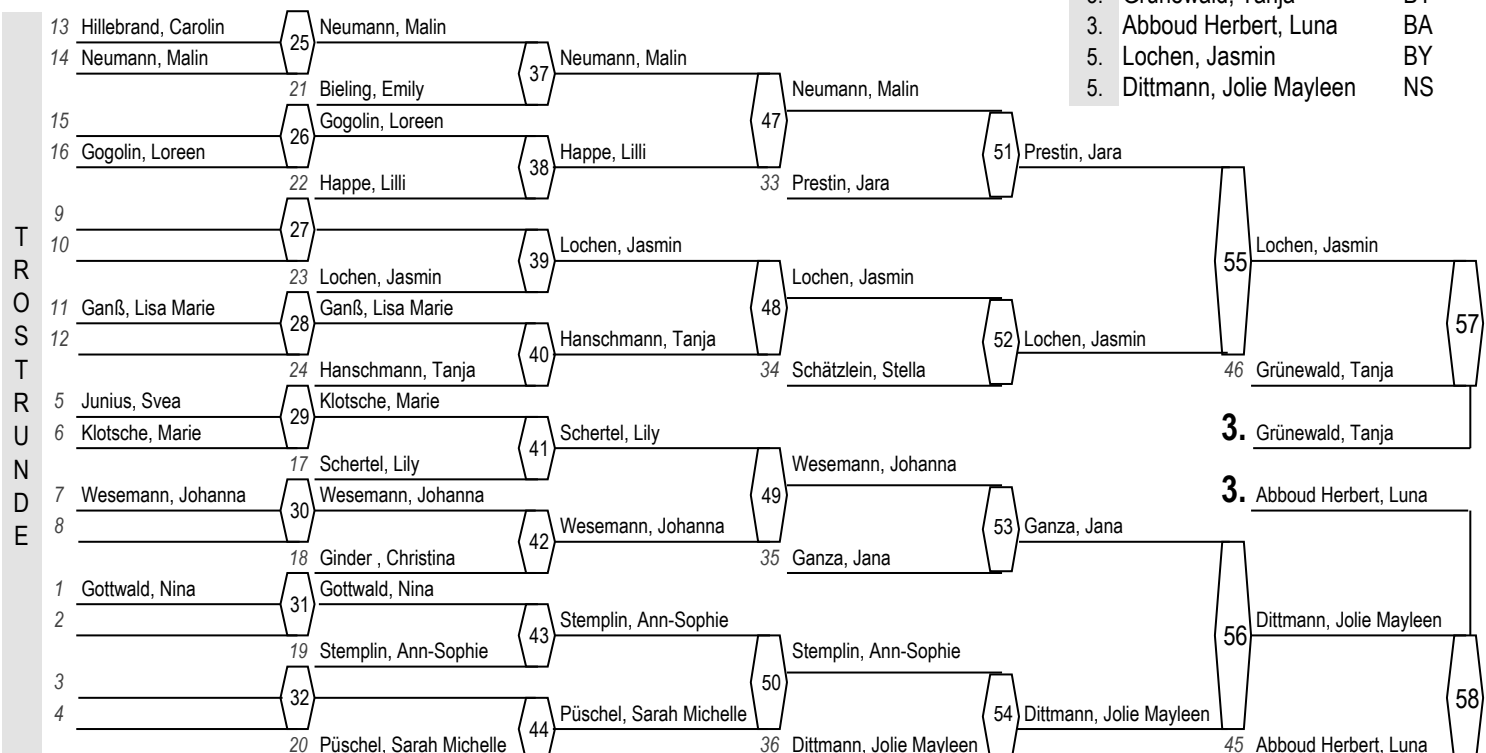 3. Grünewald, Tanja BY
3. Abboud Herbert, Luna BA
5. Lochen, Jasmin BY
5. Dittmann, Jolie Mayleen NS
TROSTRUNDE
13 Hillebrand, Carolin
14 Neumann, Malin
15
16 Gogolin, Loreen
9
10
11 Ganß, Lisa Marie
12
5 Junius, Svea
6 Klotsche, Marie
7 Wesemann, Johanna
8
1 Gottwald, Nina
2
3
4
25
26
27
28
29
30
31
32
Neumann, Malin
21 Bieling, Emily
Gogolin, Loreen
22 Happe, Lilli
23 Lochen, Jasmin
Ganß, Lisa Marie
24 Hanschmann, Tanja
Klotsche, Marie
17 Schertel, Lily
Wesemann, Johanna
18 Ginder , Christina
Gottwald, Nina
19 Stemplin, Ann-Sophie
20 Püschel, Sarah Michelle
37
38
39
40
41
42
43
44
Neumann, Malin
Happe, Lilli
Lochen, Jasmin
Hanschmann, Tanja
Schertel, Lily
Wesemann, Johanna
Stemplin, Ann-Sophie
Püschel, Sarah Michelle
47
48
49
50
Neumann, Malin
33 Prestin, Jara
Lochen, Jasmin
34 Schätzlein, Stella
Wesemann, Johanna
35 Ganza, Jana
Stemplin, Ann-Sophie
36 Dittmann, Jolie Mayleen
51
52
53
54
Prestin, Jara
Lochen, Jasmin
Ganza, Jana
Dittmann, Jolie Mayleen
55
56
Lochen, Jasmin
46 Grünewald, Tanja
3. Grünewald, Tanja
3. Abboud Herbert, Luna
Dittmann, Jolie Mayleen
45 Abboud Herbert, Luna
57
58